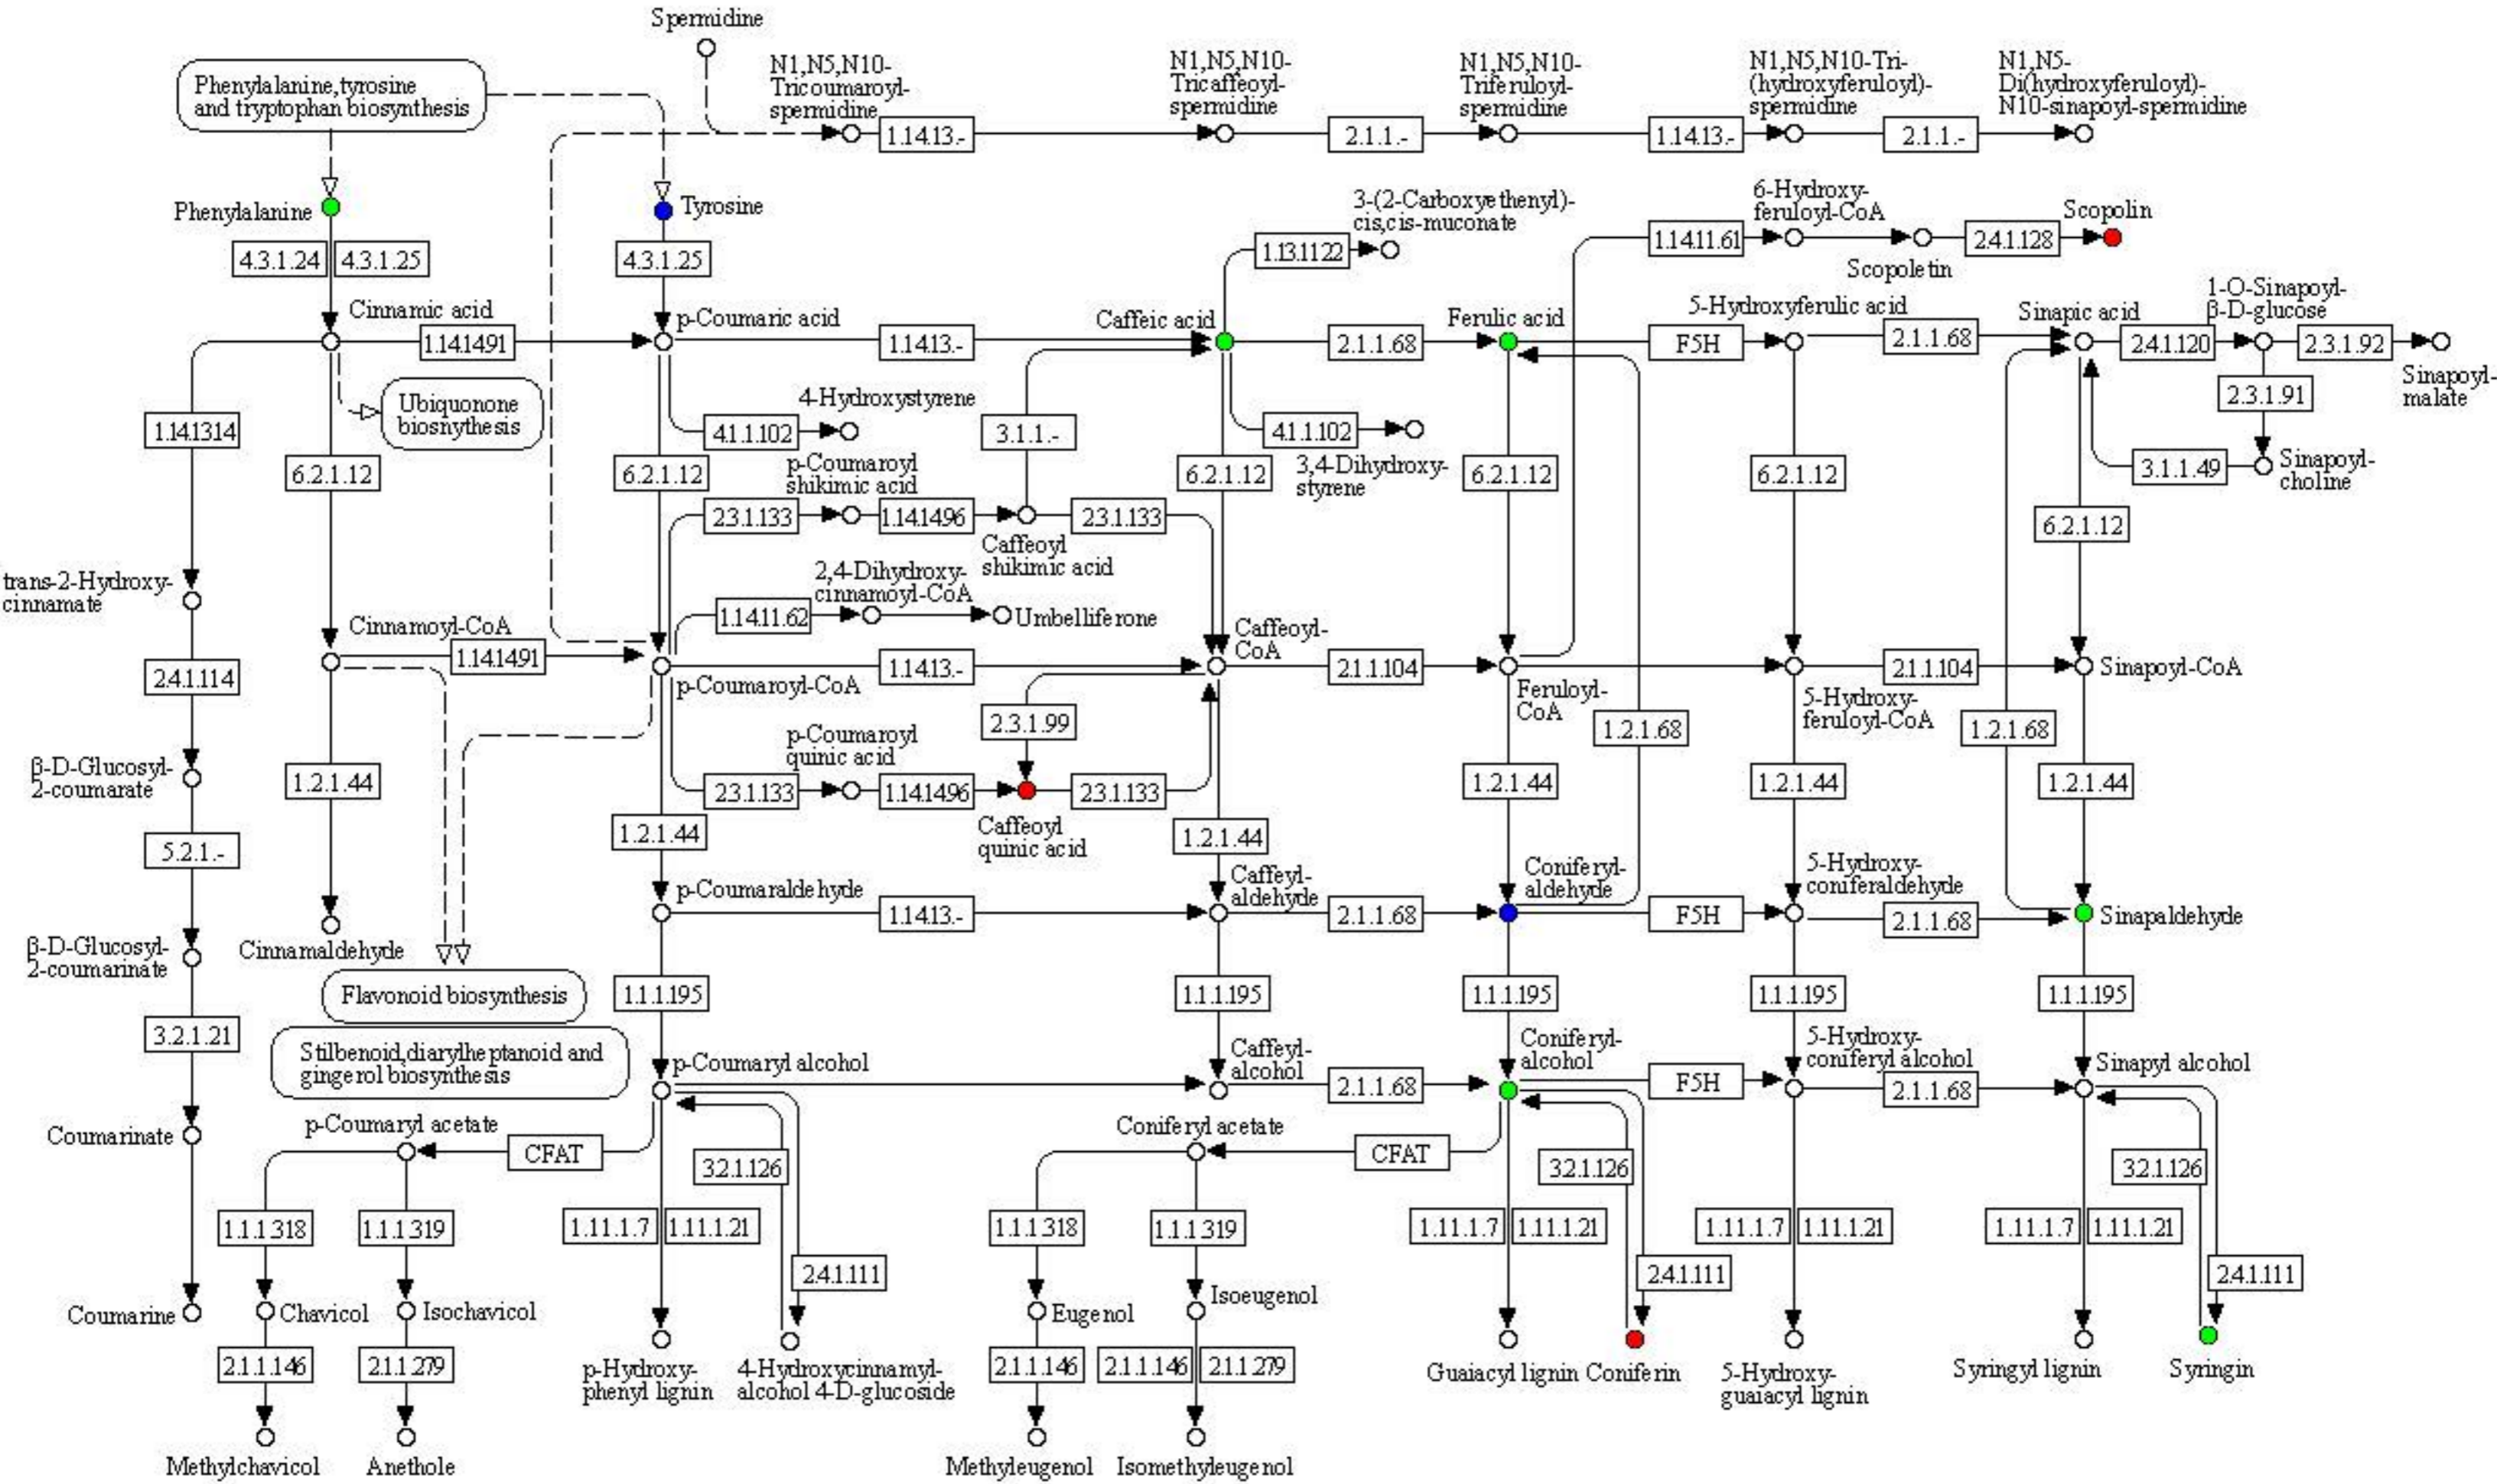 Spermidine
Phenylalanine,tyrosine
and tryptophan biosynthesis
N1,N5,N10-
Tricoumaroyl-
spermidine
N1,N5,N10-
Tricaffeoyl-
spermidine
N1,N5,N10-
Triferuloyl-
spermidine
N1,N5,N10-Tri-
(hydroxyferuloyl)-
spermidine
N1,N5-
Di(hydroxyferuloyl)-
N10-sinapoyl-spermidine
1.14.13.-
2.1.1.-
1.14.13.-
2.1.1.-
Phenylalanine
Tyrosine
3-(2-Carboxyethenyl)-
cis,cis-muconate
6-Hydroxy-
feruloyl-CoA
Scopolin
4.3.1.24
4.3.1.25
4.3.1.25
1.13.11.22
1.14.11.61
2.4.1.128
Scopoletin
Cinnamic acid
p-Coumaric acid
Caffeic acid
Ferulic acid
5-Hydroxyferulic acid
Sinapic acid
1-O-Sinapoyl-
β-D-glucose
1.14.14.91
1.14.13.-
2.1.1.68
F5H
2.1.1.68
2.4.1.120
2.3.1.92
Sinapoyl-
malate
Ubiquonone
biosnythesis
4-Hydroxystyrene
2.3.1.91
1.14.13.14
4.1.1.102
3.1.1.-
4.1.1.102
3,4-Dihydroxy-
styrene
3.1.1.49
Sinapoyl-
choline
6.2.1.12
6.2.1.12
p-Coumaroyl
shikimic acid
6.2.1.12
6.2.1.12
6.2.1.12
2.3.1.133
1.14.14.96
2.3.1.133
6.2.1.12
Caffeoyl
shikimic acid
trans-2-Hydroxy-
cinnamate
2,4-Dihydroxy-
cinnamoyl-CoA
1.14.11.62
Umbelliferone
Cinnamoyl-CoA
1.14.14.91
p-Coumaroyl-CoA
1.14.13.-
Caffeoyl-
CoA
2.1.1.104
Feruloyl-
CoA
5-Hydroxy-
feruloyl-CoA
2.1.1.104
Sinapoyl-CoA
2.4.1.114
2.3.1.99
1.2.1.68
1.2.1.68
β-D-Glucosyl-
2-coumarate
1.2.1.44
p-Coumaroyl
quinic acid
2.3.1.133
1.14.14.96
2.3.1.133
1.2.1.44
1.2.1.44
1.2.1.44
Caffeoyl
quinic acid
1.2.1.44
1.2.1.44
5.2.1.-
p-Coumaraldehyde
1.14.13.-
Caffeyl-
aldehyde
2.1.1.68
Coniferyl-
aldehyde
F5H
5-Hydroxy-
coniferaldehyde
2.1.1.68
Sinapaldehyde
Cinnamaldehyde
β-D-Glucosyl-
2-coumarinate
Flavonoid biosynthesis
1.1.1.195
1.1.1.195
1.1.1.195
1.1.1.195
1.1.1.195
3.2.1.21
Stilbenoid,diarylheptanoid and
gingerol biosynthesis
p-Coumaryl alcohol
Caffeyl-
alcohol
2.1.1.68
Coniferyl-
alcohol
F5H
5-Hydroxy-
coniferyl alcohol
2.1.1.68
Sinapyl alcohol
Coumarinate
p-Coumaryl acetate
CFAT
3.2.1.126
Coniferyl acetate
CFAT
3.2.1.126
3.2.1.126
1.1.1.318
1.1.1.319
1.11.1.7
1.11.1.21
1.1.1.318
1.1.1.319
1.11.1.7
1.11.1.21
1.11.1.7
1.11.1.21
1.11.1.7
1.11.1.21
2.4.1.111
2.4.1.111
2.4.1.111
Coumarine
Chavicol
Isochavicol
Eugenol
Isoeugenol
2.1.1.146
2.1.1.279
p-Hydroxy-
phenyl lignin
4-Hydroxycinnamyl-
alcohol 4-D-glucoside
2.1.1.146
2.1.1.146
2.1.1.279
Guaiacyl lignin
Coniferin
5-Hydroxy-
guaiacyl lignin
Syringyl lignin
Syringin
Methylchavicol
Anethole
Methyleugenol
Isomethyleugenol